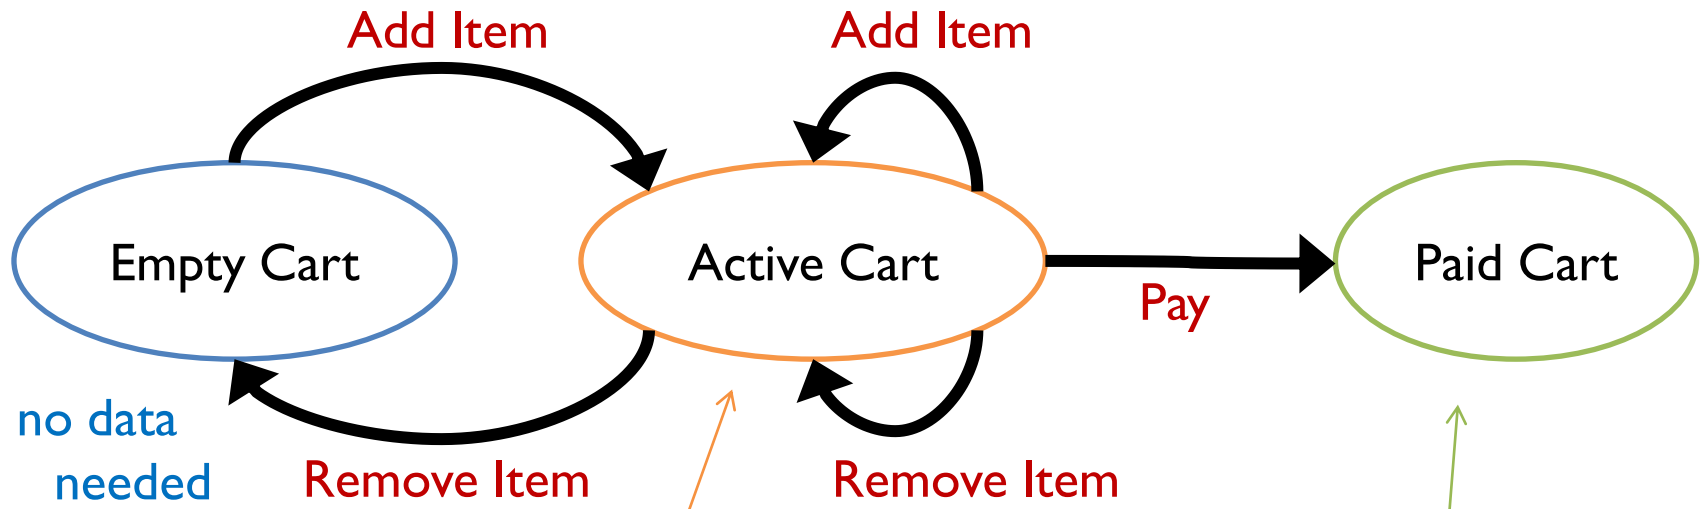 Add Item
Add Item
Empty Cart
Active Cart
Paid Cart
Pay
no data
needed
Remove Item
Remove Item